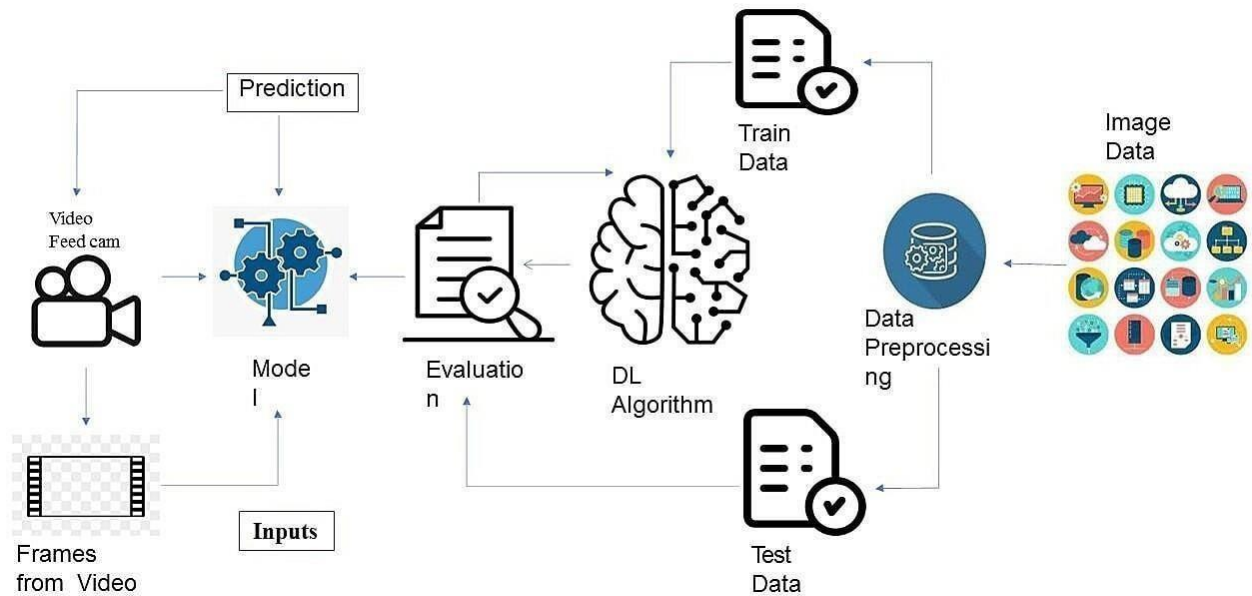 Prediction
Train
Data
Image
Data
Video
Feed cam
Mode
l
Evaluatio
n
DL
Algorithm
Data
Preprocessi
ng
Inputs
Frames
from Video
Test
Data